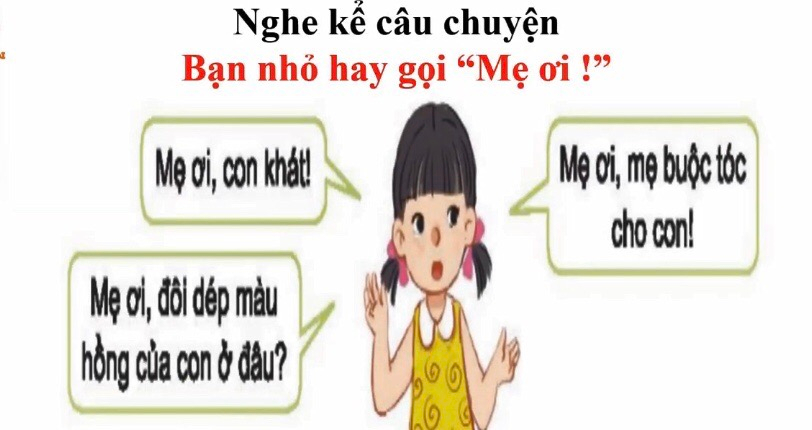 Nghe kể câu chuyện
Bạn nhỏ hay gọi “Mẹ ơi !”
Mẹ ơi, con khát!
Mẹ ơi, mẹ buộc tóc
cho con!
Mẹ ơi, đôi dép màu
hồng của con ở đâu?